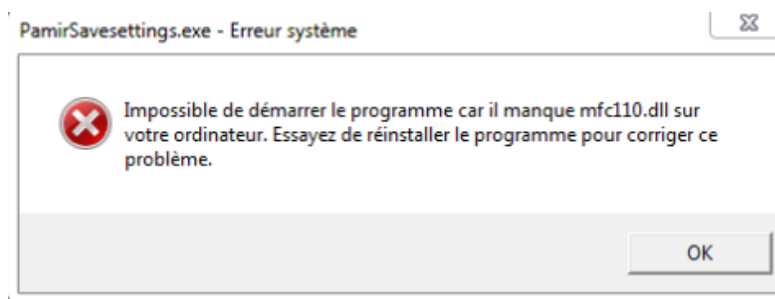 PamirSavesettings.exe - Erreur système
Impossible de démarrer le programme car il manque mfc110.dll sur
votre ordinateur. Essayez de réinstaller le programme pour corriger ce
problème.
OK